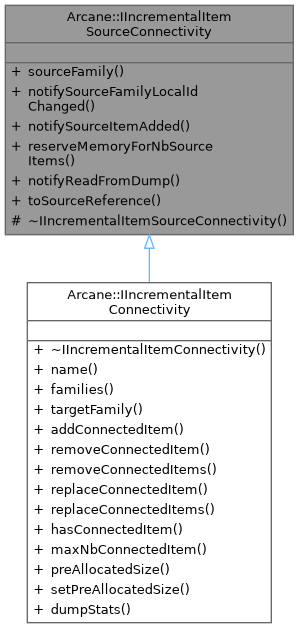 Arcane::IIncrementalItem
SourceConnectivity
+ sourceFamily()
+ notifySourceFamilyLocalId
Changed()
+ notifySourceItemAdded()
+ reserveMemoryForNbSource
Items()
+ notifyReadFromDump()
+ toSourceReference()
# ~IIncrementalItemSourceConnectivity()
Arcane::IIncrementalItem
Connectivity
+ ~IIncrementalItemConnectivity()
+ name()
+ families()
+ targetFamily()
+ addConnectedItem()
+ removeConnectedItem()
+ removeConnectedItems()
+ replaceConnectedItem()
+ replaceConnectedItems()
+ hasConnectedItem()
+ maxNbConnectedItem()
+ preAllocatedSize()
+ setPreAllocatedSize()
+ dumpStats()